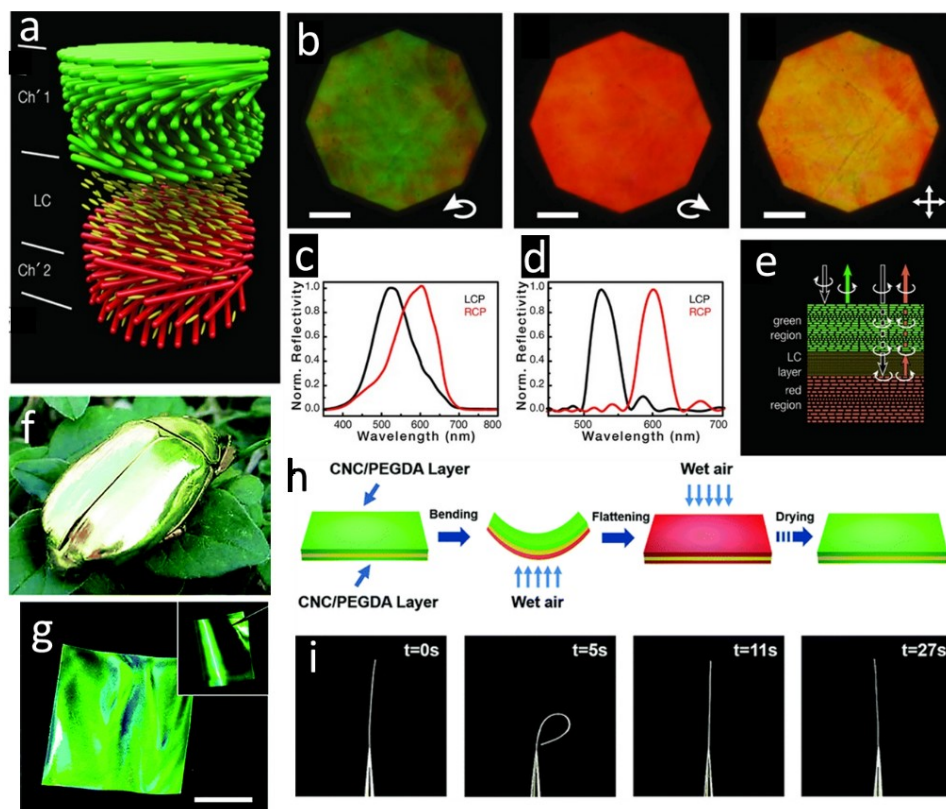 a
Ch'1
LC
Ch'2
b
c
Norm. Reflectivity
1.0
0.8
0.6
0.4
0.2
0.0
LCP
RCP
400
500
600
700
800
Wavelength (nm)
d
Norm. Reflectivity
1.0
0.8
0.6
0.4
0.2
0.0
LCP
RCP
500
600
700
Wavelength (nm)
e
green
region
LC
layer
red
region
f
g
h
CNC/PEGDA Layer
CNC/PEGDA Layer
Bending
Wet air
Flattening
Wet air
Drying
i
t=0s
t=5s
t=11s
t=27s